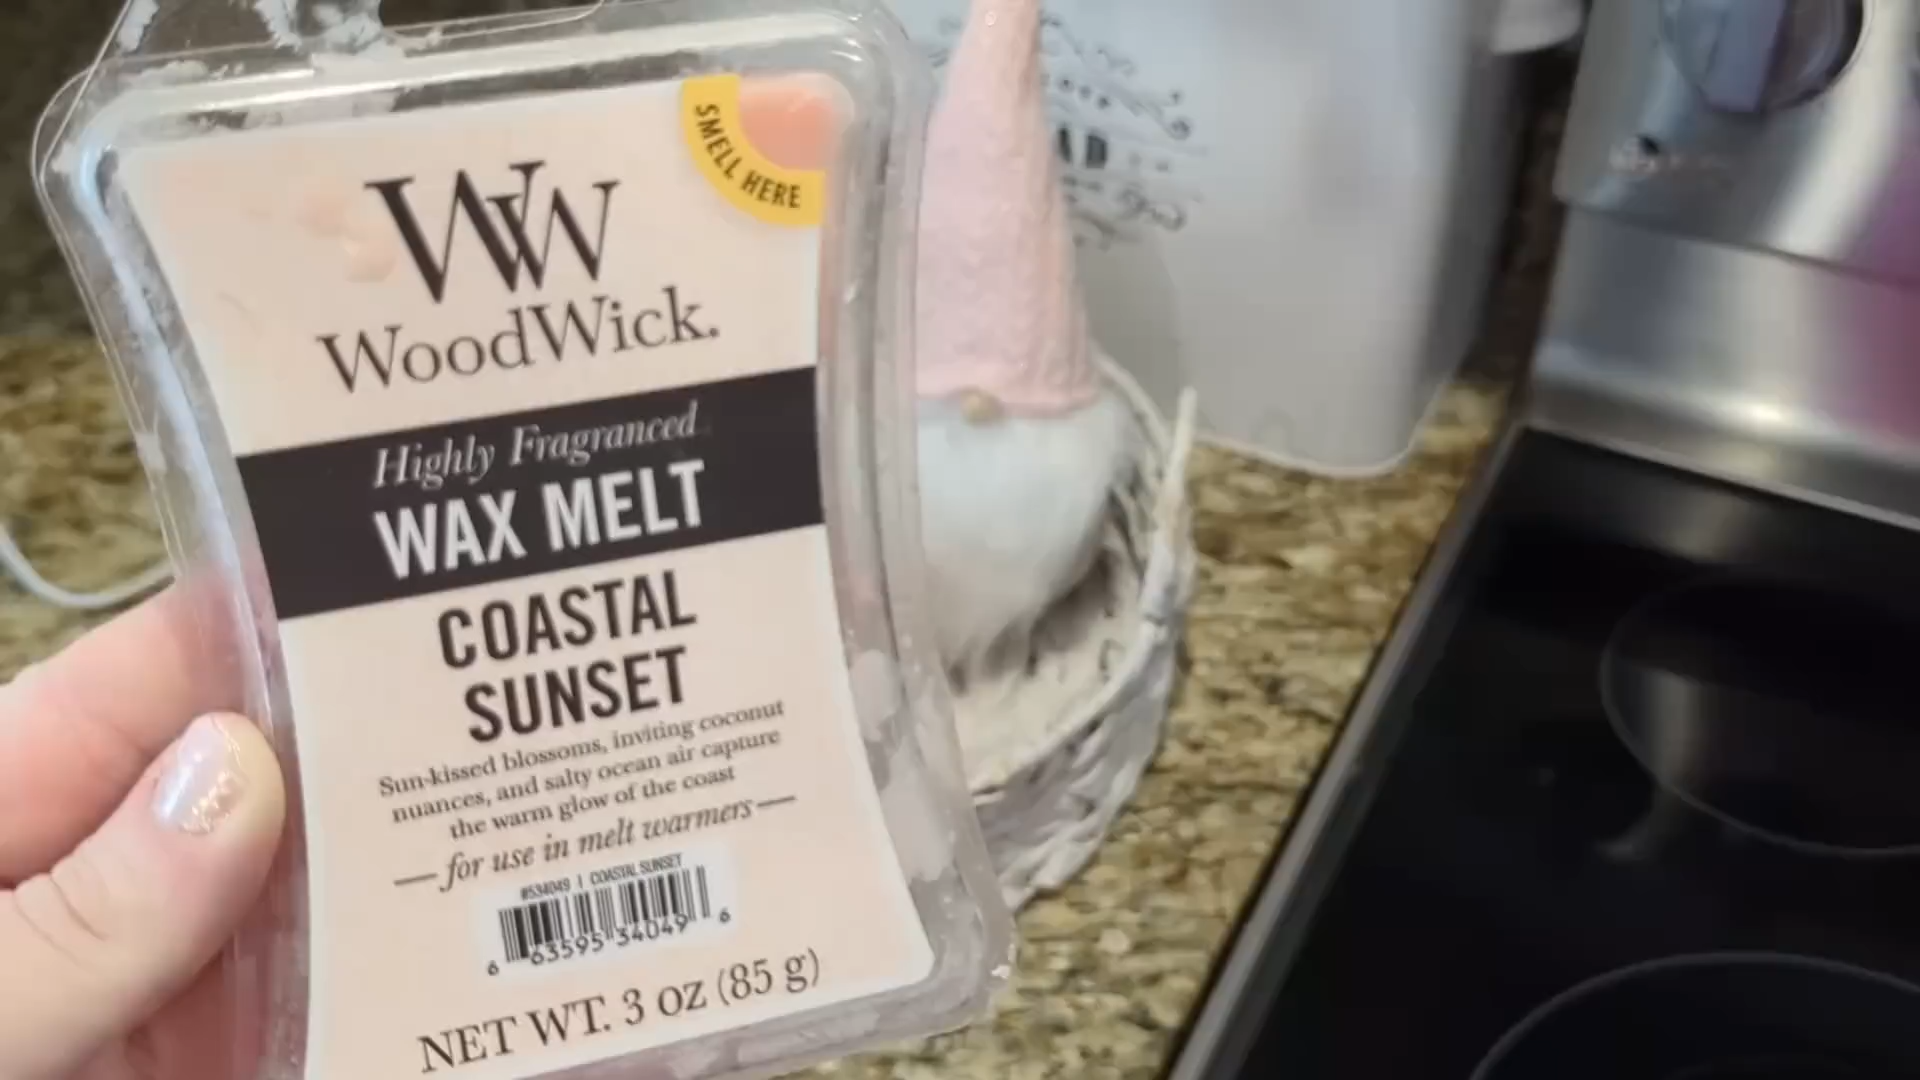 SMELL HERE
WW
WoodWick.
Highly Fragranced
WAX MELT
COASTAL
SUNSET
Sun-kissed blossoms, inviting coconut
nuances, and salty ocean air capture
the warm glow of the coast
—for use in melt warmers—
#534049 | COASTAL SUNSET
6 63595 34049 6
NET WT. 3 oz (85 g)